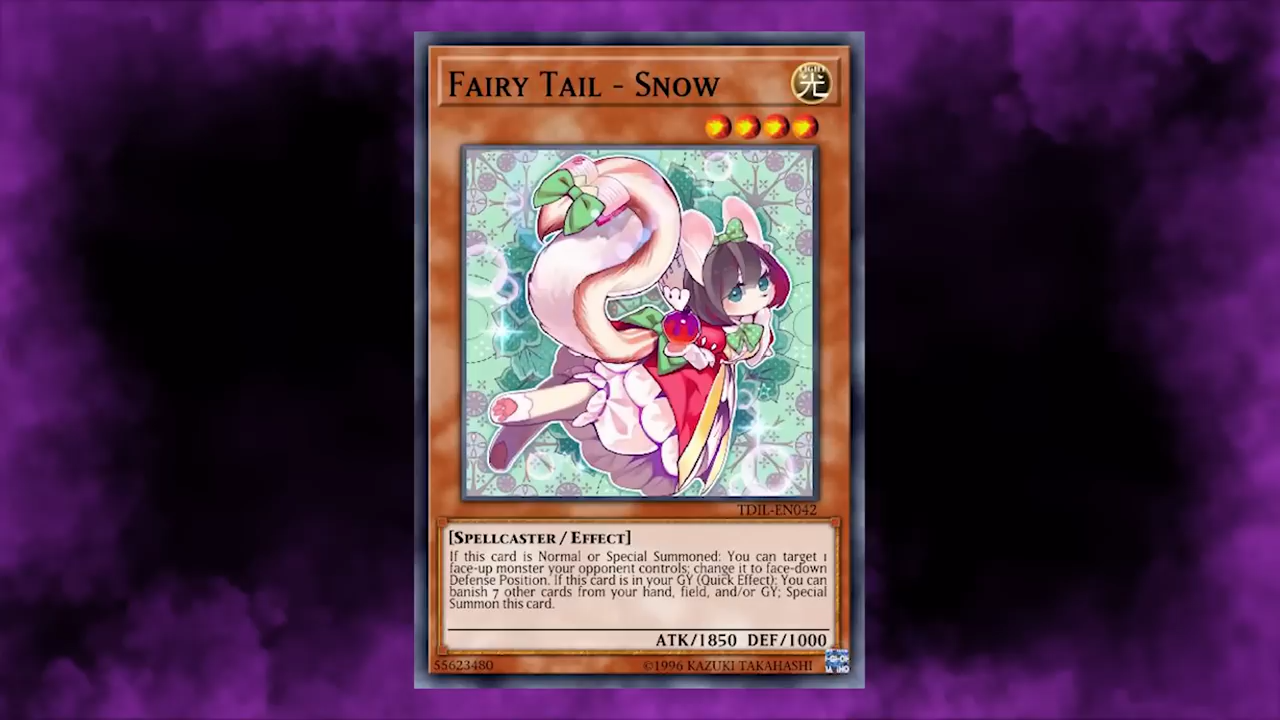 FAIRY TAIL - SNOW
LIGHT
光
TDIL-EN042
[SPELLCASTER / EFFECT]
If this card is Normal or Special Summoned: You can target 1
face-up monster your opponent controls; change it to face-down
Defense Position. If this card is in your GY (Quick Effect): You can
banish 7 other cards from your hand, field, and/or GY; Special
Summon this card.
ATK/1850 DEF/1000
55623480
©1996 KAZUKI TAKAHASHI